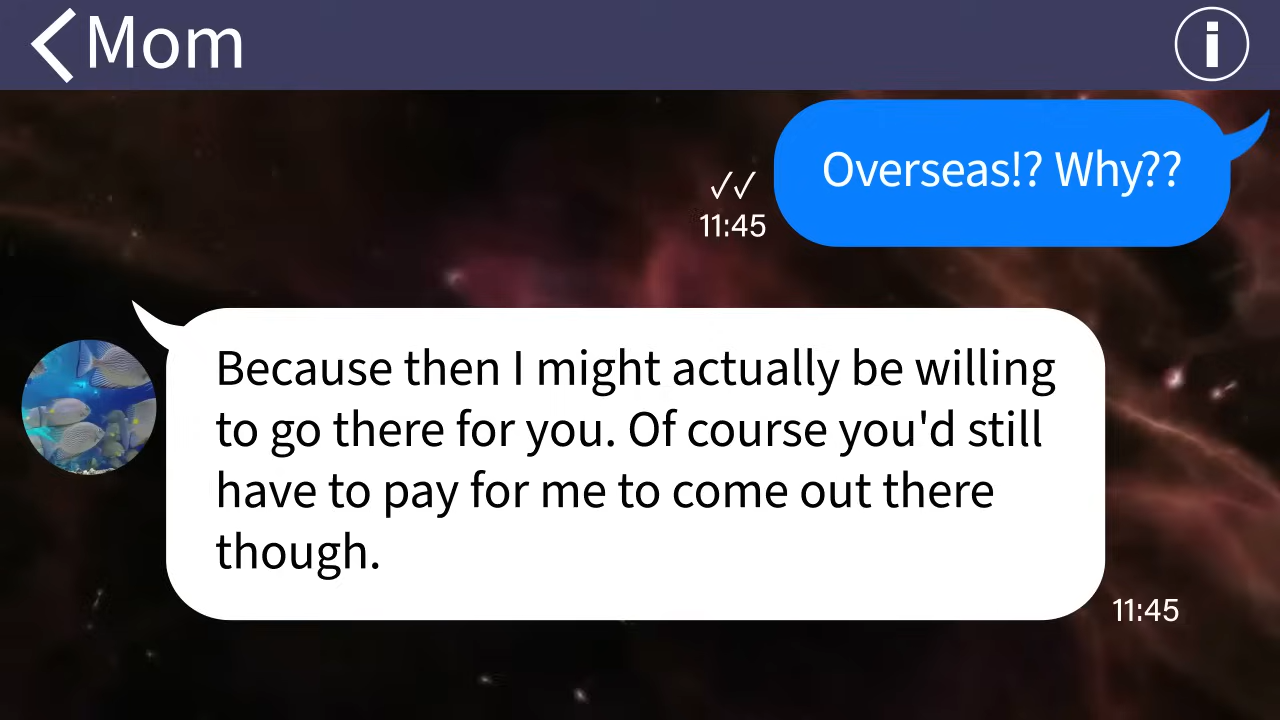 Mom
Overseas!? Why??
11:45
Because then I might actually be willing
to go there for you. Of course you'd still
have to pay for me to come out there
though.
11:45